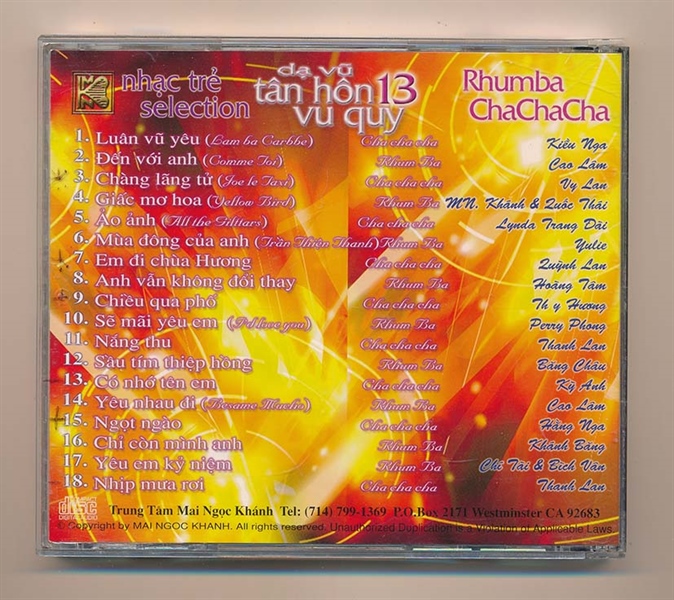 nhạc trẻ selection
dạ vũ tân hôn 13 vu quy
Rhumba ChaChaCha
1. Luân vũ yêu (Lam ba Carbbe) Cha cha cha Kiều Nga
2. Đến với anh (Comme Toi) Rhum Ba Cao Lâm
3. Chàng lãng tử (Joe le Taxi) Cha cha cha Vy Lan
4. Giấc mơ hoa (Yellow Bird) Rhum Ba MN. Khánh & Quốc Thái
5. Ảo ảnh (All the Gilttars) Cha cha cha Lynda Trang Đài
6. Mùa đông của anh (Trần Thiện Thanh) Rhum Ba Yulie
7. Em đi chùa Hương Cha cha cha Quỳnh Lan
8. Anh vẫn không đổi thay Rhum Ba Hoàng Tâm
9. Chiều qua phố Cha cha cha Th y Hương
10. Sẽ mãi yêu em (I'd love you) Rhum Ba Perry Phong
11. Nắng thu Cha cha cha Thanh Lan
12. Sầu tím thiệp hồng Rhum Ba Băng Châu
13. Có nhớ tên em Cha cha cha Kỹ Anh
14. Yêu nhau đi (Besame Mucho) Rhum Ba Cao Lâm
15. Ngọt ngào Cha cha cha Hằng Nga
16. Chỉ còn mình anh Rhum Ba Khánh Băng
17. Yêu em kỷ niệm Rhum Ba Chí Tài & Bích Vân
18. Nhịp mưa rơi Cha cha cha Thanh Lan
COMPACT disc DIGITAL AUDIO
Trung Tâm Mai Ngọc Khánh Tel: (714) 799-1369 P.O.Box 2171 Westminster CA 92683
© Copyright by MAI NGOC KHANH. All rights reserved. Unauthorized Duplication is a Violation of Applicable Laws.